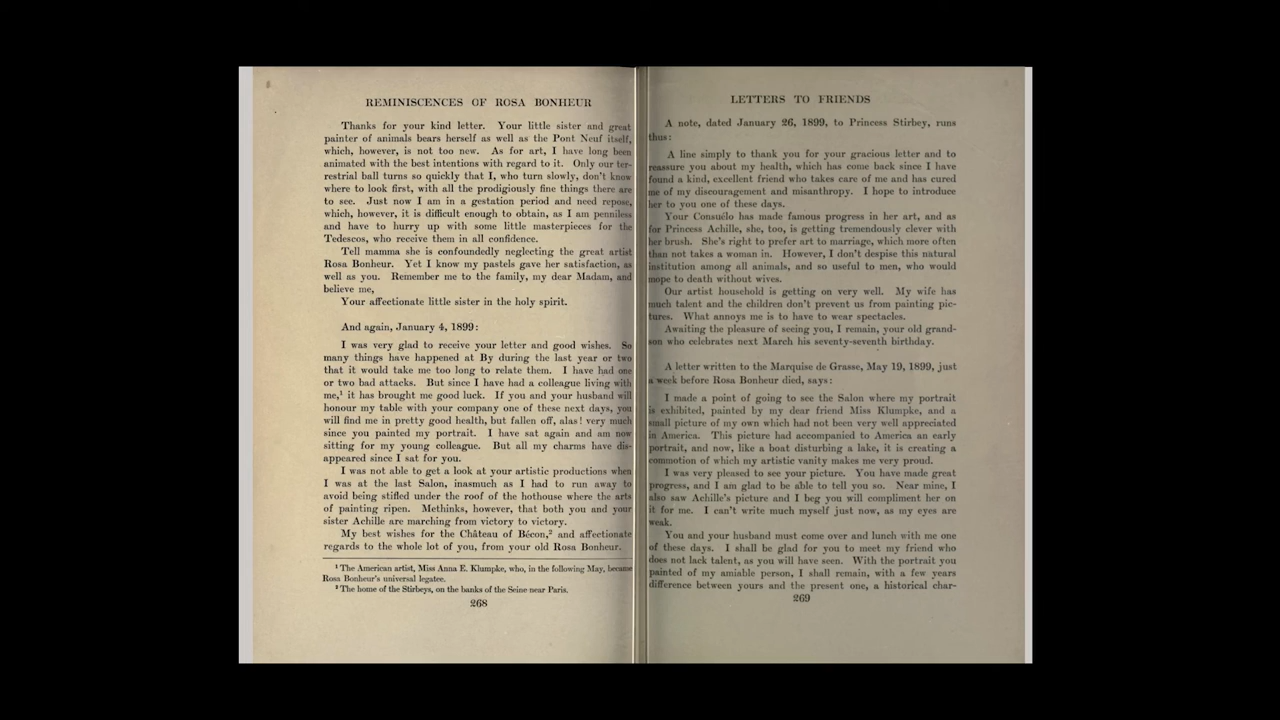 REMINISCENCES OF ROSA BONHEUR
Thanks for your kind letter. Your little sister and great
painter of animals bears herself as well as the Pont Neuf itself,
which, however, is not too new. As for art, I have long been
animated with the best intentions with regard to it. Only our ter-
restrial ball turns so quickly that I, who turn slowly, don't know
where to look first, with all the prodigiously fine things there are
to see. Just now I am in a gestation period and need repose,
which, however, it is difficult enough to obtain, as I am penniless
and have to hurry up with some little masterpieces for the
Tedescos, who receive them in all confidence.
Tell mamma she is confoundedly neglecting the great artist
Rosa Bonheur. Yet I know my pastels gave her satisfaction, as
well as you. Remember me to the family, my dear Madam, and
believe me,
Your affectionate little sister in the holy spirit.
And again, January 4, 1899:
I was very glad to receive your letter and good wishes. So
many things have happened at By during the last year or two
that it would take me too long to relate them. I have had one
or two bad attacks. But since I have had a colleague living with
me,¹ it has brought me good luck. If you and your husband will
honour my table with your company one of these next days, you
will find me in pretty good health, but fallen off, alas! very much
since you painted my portrait. I have sat again and am now
sitting for my young colleague. But all my charms have dis-
appeared since I sat for you.
I was not able to get a look at your artistic productions when
I was at the last Salon, inasmuch as I had to run away to
avoid being stifled under the roof of the hothouse where the arts
of painting ripen. Methinks, however, that both you and your
sister Achille are marching from victory to victory.
My best wishes for the Château of Bécon,² and affectionate
regards to the whole lot of you, from your old Rosa Bonheur.
¹ The American artist, Miss Anna E. Klumpke, who, in the following May, became
Rosa Bonheur's universal legatee.
² The home of the Stirbeys, on the banks of the Seine near Paris.
268
LETTERS TO FRIENDS
A note, dated January 26, 1899, to Princess Stirbey, runs
thus:
A line simply to thank you for your gracious letter and to
reassure you about my health, which has come back since I have
found a kind, excellent friend who takes care of me and has cured
me of my discouragement and misanthropy. I hope to introduce
her to you one of these days.
Your Consuélo has made famous progress in her art, and as
for Princess Achille, she, too, is getting tremendously clever with
her brush. She's right to prefer art to marriage, which more often
than not takes a woman in. However, I don't despise this natural
institution among all animals, and so useful to men, who would
mope to death without wives.
Our artist household is getting on very well. My wife has
much talent and the children don't prevent us from painting pic-
tures. What annoys me is to have to wear spectacles.
Awaiting the pleasure of seeing you, I remain, your old grand-
son who celebrates next March his seventy-seventh birthday.
A letter written to the Marquise de Grasse, May 19, 1899, just
a week before Rosa Bonheur died, says:
I made a point of going to see the Salon where my portrait
is exhibited, painted by my dear friend Miss Klumpke, and a
small picture of my own which had not been very well appreciated
in America. This picture had accompanied to America an early
portrait, and now, like a boat disturbing a lake, it is creating a
commotion of which my artistic vanity makes me very proud.
I was very pleased to see your picture. You have made great
progress, and I am glad to be able to tell you so. Near mine, I
also saw Achille's picture and I beg you will compliment her on
it for me. I can't write much myself just now, as my eyes are
weak.
You and your husband must come over and lunch with me one
of these days. I shall be glad for you to meet my friend who
does not lack talent, as you will have seen. With the portrait you
painted of my amiable person, I shall remain, with a few years
difference between yours and the present one, a historical char-
269